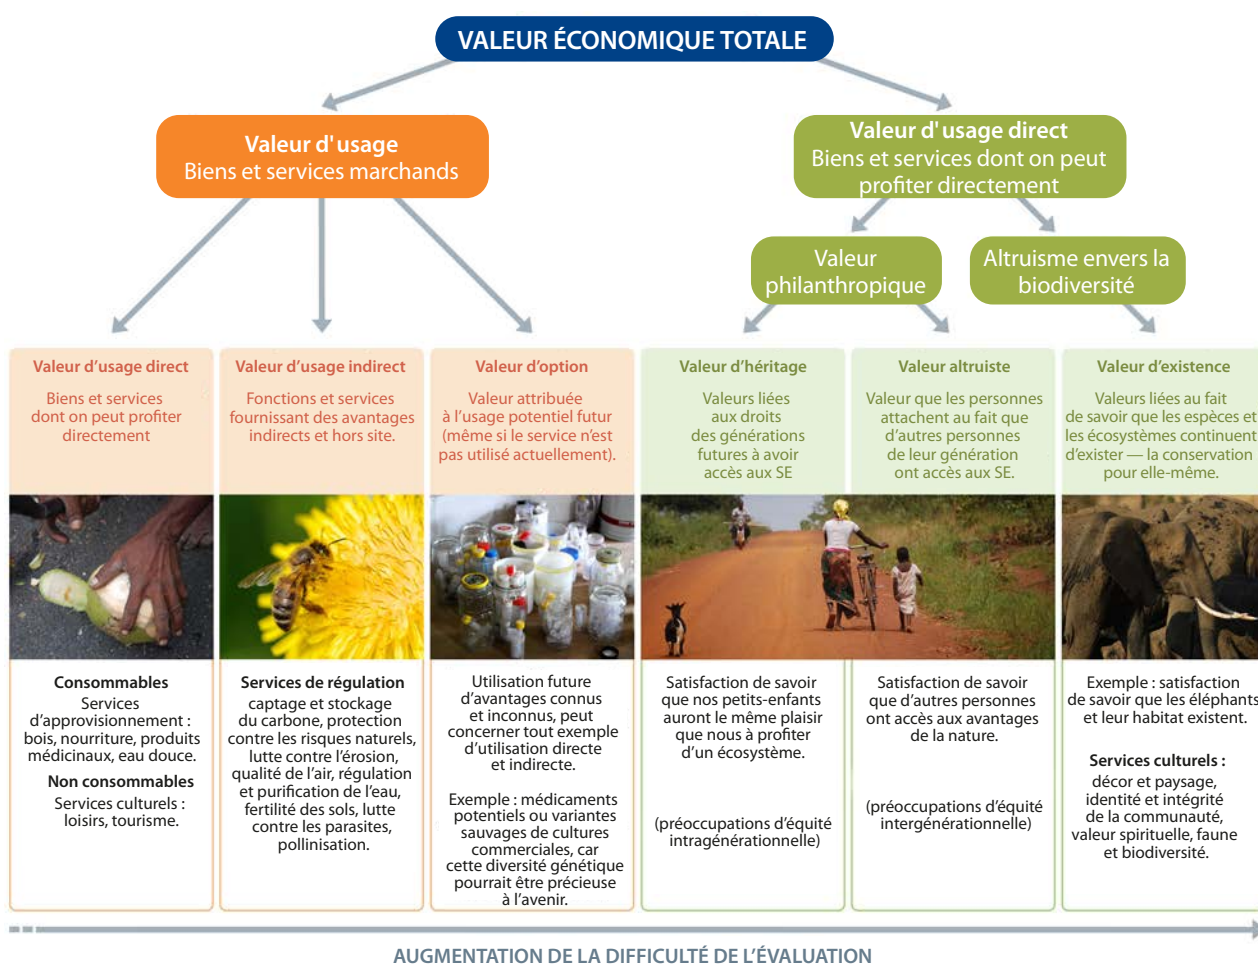 VALEUR ÉCONOMIQUE TOTALE
Valeur d'usage
Biens et services marchands
Valeur d'usage direct
Biens et services dont on peut
profiter directement
Valeur
philanthropique
Altruisme envers la
biodiversité
Valeur d'usage direct
Biens et services
dont on peut profiter
directement
Valeur d'usage indirect
Fonctions et services
fournissant des avantages
indirects et hors site.
Valeur d'option
Valeur attribuée
à l'usage potentiel futur
(même si le service n'est
pas utilisé actuellement).
Valeur d'héritage
Valeurs liées
aux droits
des générations
futures à avoir
accès aux SE
Valeur altruiste
Valeur que les personnes
attachent au fait que
d'autres personnes
de leur génération
ont accès aux SE.
Valeur d'existence
Valeurs liées au fait
de savoir que les espèces et
les écosystèmes continuent
d'exister — la conservation
pour elle-même.
Consommables
Services
d'approvisionnement :
bois, nourriture, produits
médicinaux, eau douce.
Non consommables
Services culturels :
loisirs, tourisme.
Services de régulation
captage et stockage
du carbone, protection
contre les risques naturels,
lutte contre l'érosion,
qualité de l'air, régulation
et purification de l'eau,
fertilité des sols, lutte
contre les parasites,
pollinisation.
Utilisation future
d'avantages connus
et inconnus, peut
concerner tout exemple
d'utilisation directe
et indirecte.
Exemple : médicaments
potentiels ou variantes
sauvages de cultures
commerciales, car
cette diversité génétique
pourrait être précieuse
à l'avenir.
Satisfaction de savoir
que nos petits-enfants
auront le même plaisir
que nous à profiter
d'un écosystème.
(préoccupations d'équité
intragénérationnelle)
Satisfaction de savoir
que d'autres personnes
ont accès aux avantages
de la nature.
(préoccupations d'équité
intergénérationnelle)
Exemple : satisfaction
de savoir que les éléphants
et leur habitat existent.
Services culturels :
décor et paysage,
identité et intégrité
de la communauté,
valeur spirituelle, faune
et biodiversité.
AUGMENTATION DE LA DIFFICULTÉ DE L'ÉVALUATION